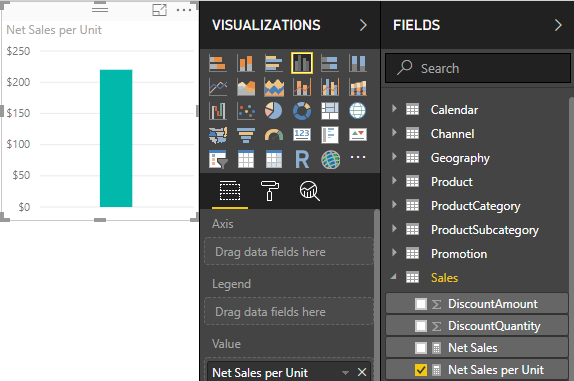 Net Sales per Unit
$250
$200
$150
$100
$50
$0
VISUALIZATIONS
123
R
Axis
Drag data fields here
Legend
Drag data fields here
Value
Net Sales per Unit
FIELDS
Search
Calendar
Channel
Geography
Product
ProductCategory
ProductSubcategory
Promotion
Sales
DiscountAmount
DiscountQuantity
Net Sales
Net Sales per Unit